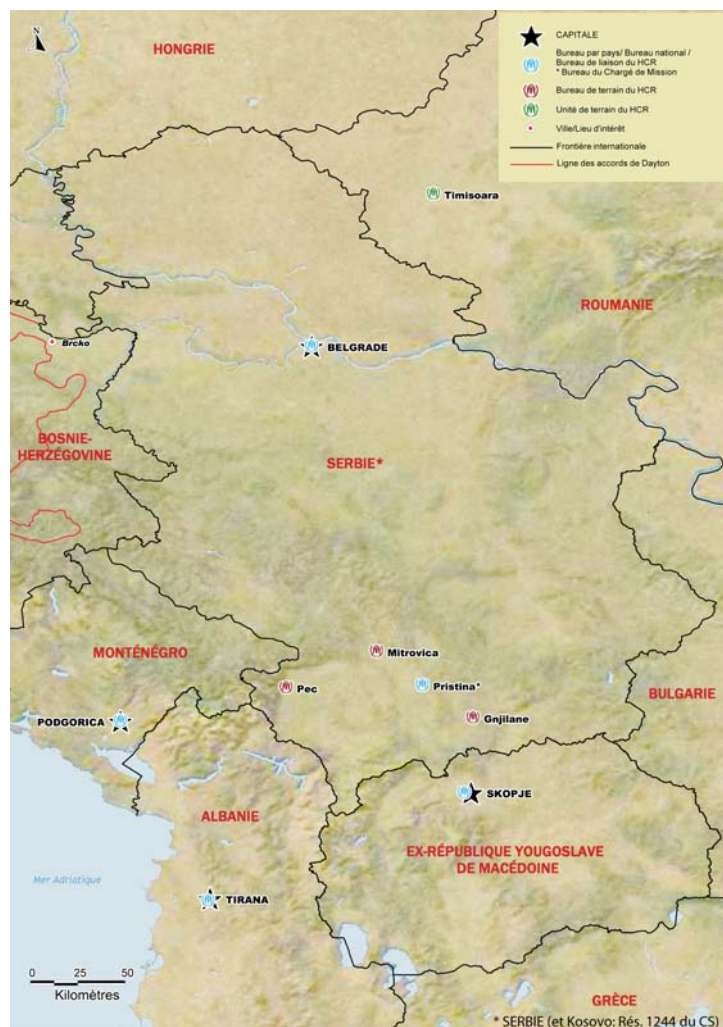 HONGRIE
CAPITALE
Bureau par pays/ Bureau national /
Bureau de liaison du HCR
* Bureau du Chargé de Mission
Bureau de terrain du HCR
Unité de terrain du HCR
Ville/Lieu d'intérêt
Frontière internationale
Ligne des accords de Dayton
Timisoara
ROUMANIE
Brcko
BELGRADE
BOSNIE-
HERZÉGOVINE
SERBIE*
Mitrovica
MONTÉNÉGRO
Pec
Pristina*
BULGARIE
Gnjilane
PODGORICA
SKOPJE
ALBANIE
EX-RÉPUBLIQUE YOUGOSLAVE
DE MACÉDOINE
Mer Adriatique
TIRANA
0 25 50
Kilomètres
GRÈCE
* SERBIE (et Kosovo: Rés. 1244 du CS)